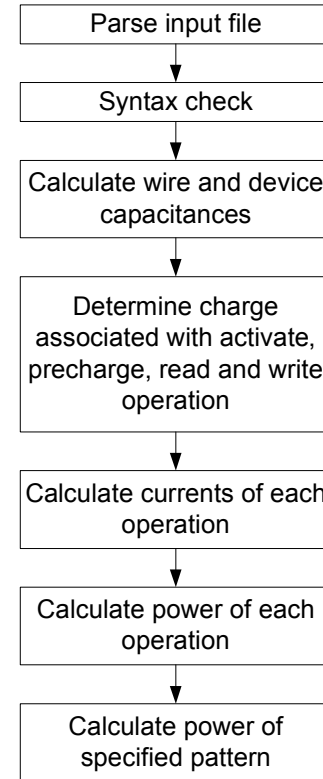 Parse input file
Syntax check
Calculate wire and device
capacitances
Determine charge
associated with activate,
precharge, read and write
operation
Calculate currents of each
operation
Calculate power of each
operation
Calculate power of
specified pattern